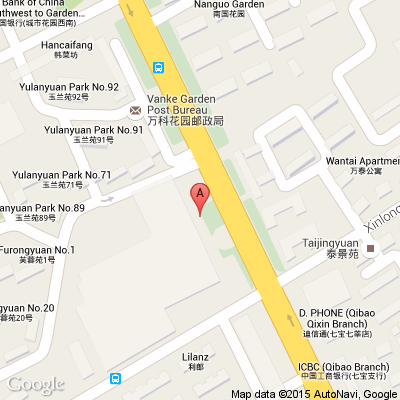 Bank of China
Southwest to Garden
国银行(城市花园西南)
Nanguo Garden
南国花园
Hancaifang
韩菜坊
Yulanyuan Park No.92
玉兰苑92号
Vanke Garden
Post Bureau
万科花园邮政局
Yulanyuan Park No.91
玉兰苑91号
Wantai Apartment
万泰公寓
Yulanyuan Park No.71
玉兰苑71号
A
Yulanyuan Park No.89
玉兰苑89号
Xinlong
Furongyuan No.1
芙蓉苑1号
Taijingyuan
泰景苑
yuan No.20
蓉苑20号
D. PHONE (Qibao
Qixin Branch)
迪信通(七宝七莘店)
Lilanz
利郎
ICBC (Qibao Branch)
中国工商银行(七宝支行)
Google
Map data ©2015 AutoNavi, Google